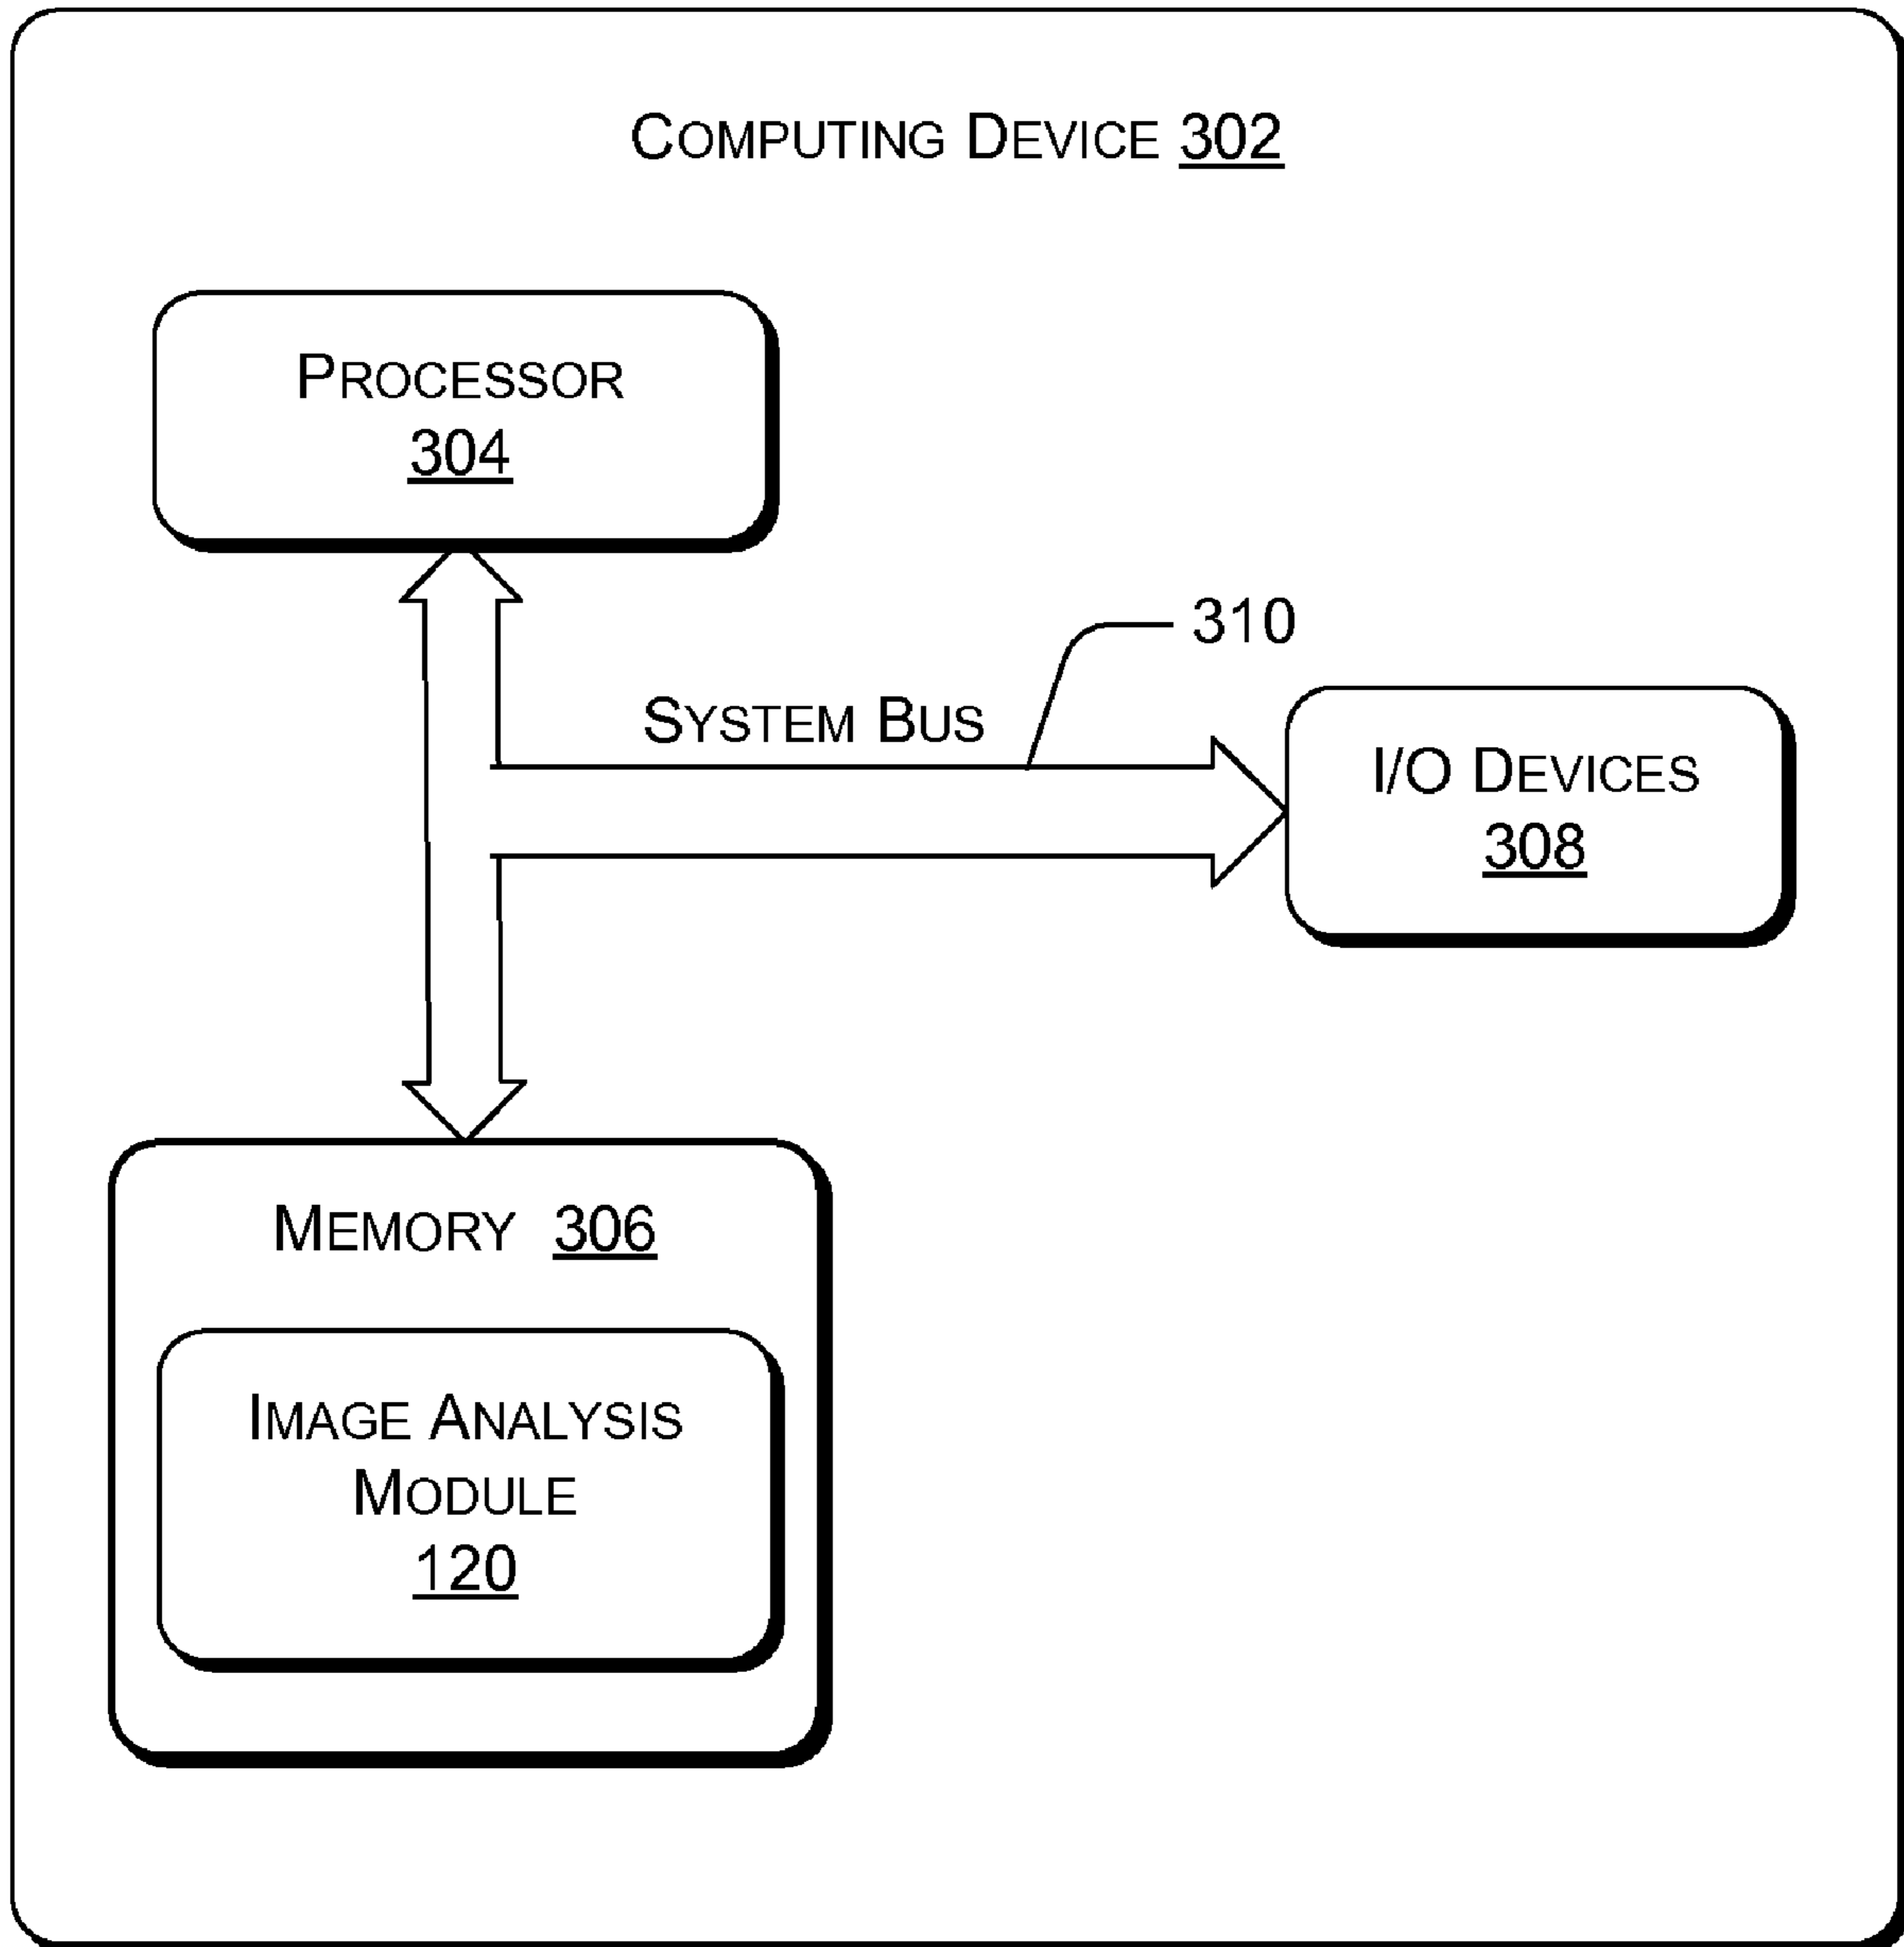 COMPUTING DEVICE 302
PROCESSOR
304
310
SYSTEM BUS
I/O DEVICES
308
MEMORY 306
IMAGE ANALYSIS
MODULE
120